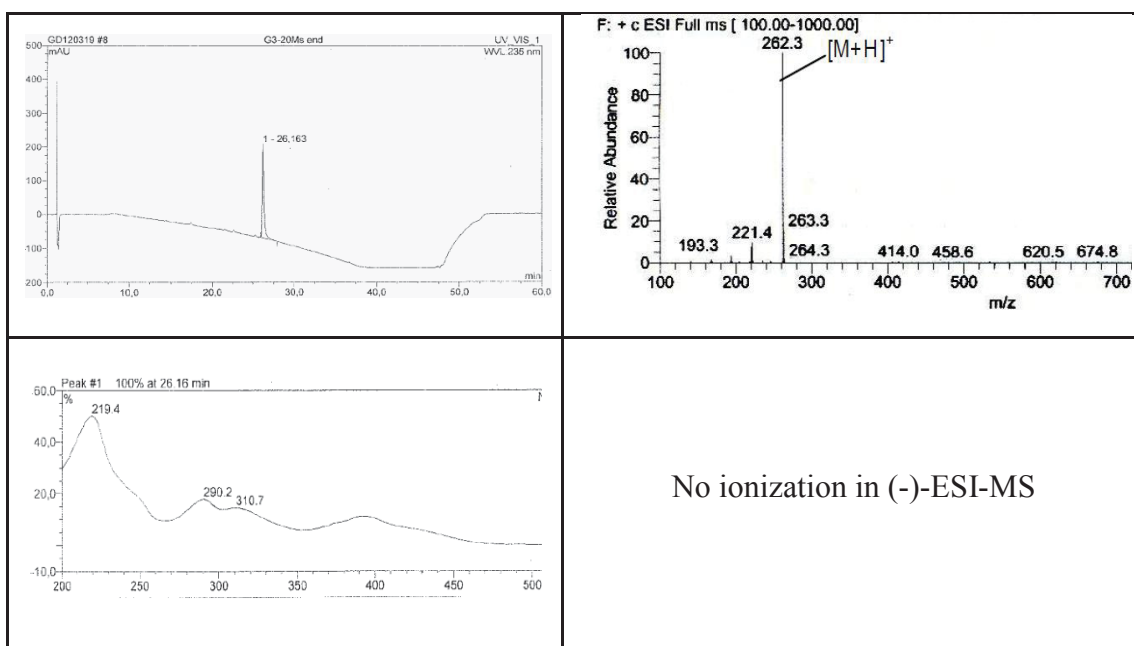 GD120319 #8 G3-20Ms end UV_VIS_1
500 mAU WVL:235 nm
400
300
200
1 - 26,163
100
0
100
200 min
0,0 10,0 20,0 30,0 40,0 50,0 60,0
F: + c ESI Full ms [ 100.00-1000.00]
262.3
[M+H]+
100
80
60
40
20
0
Relative Abundance
263.3
221.4
193.3
264.3
414.0 458.6 620.5 674.8
100 200 300 400 500 600 700
m/z
Peak #1 100% at 26.16 min
60.0
%
219.4
40,0
20,0
290.2
310.7
-10,0
200 250 300 350 400 450 500
No ionization in (-)-ESI-MS